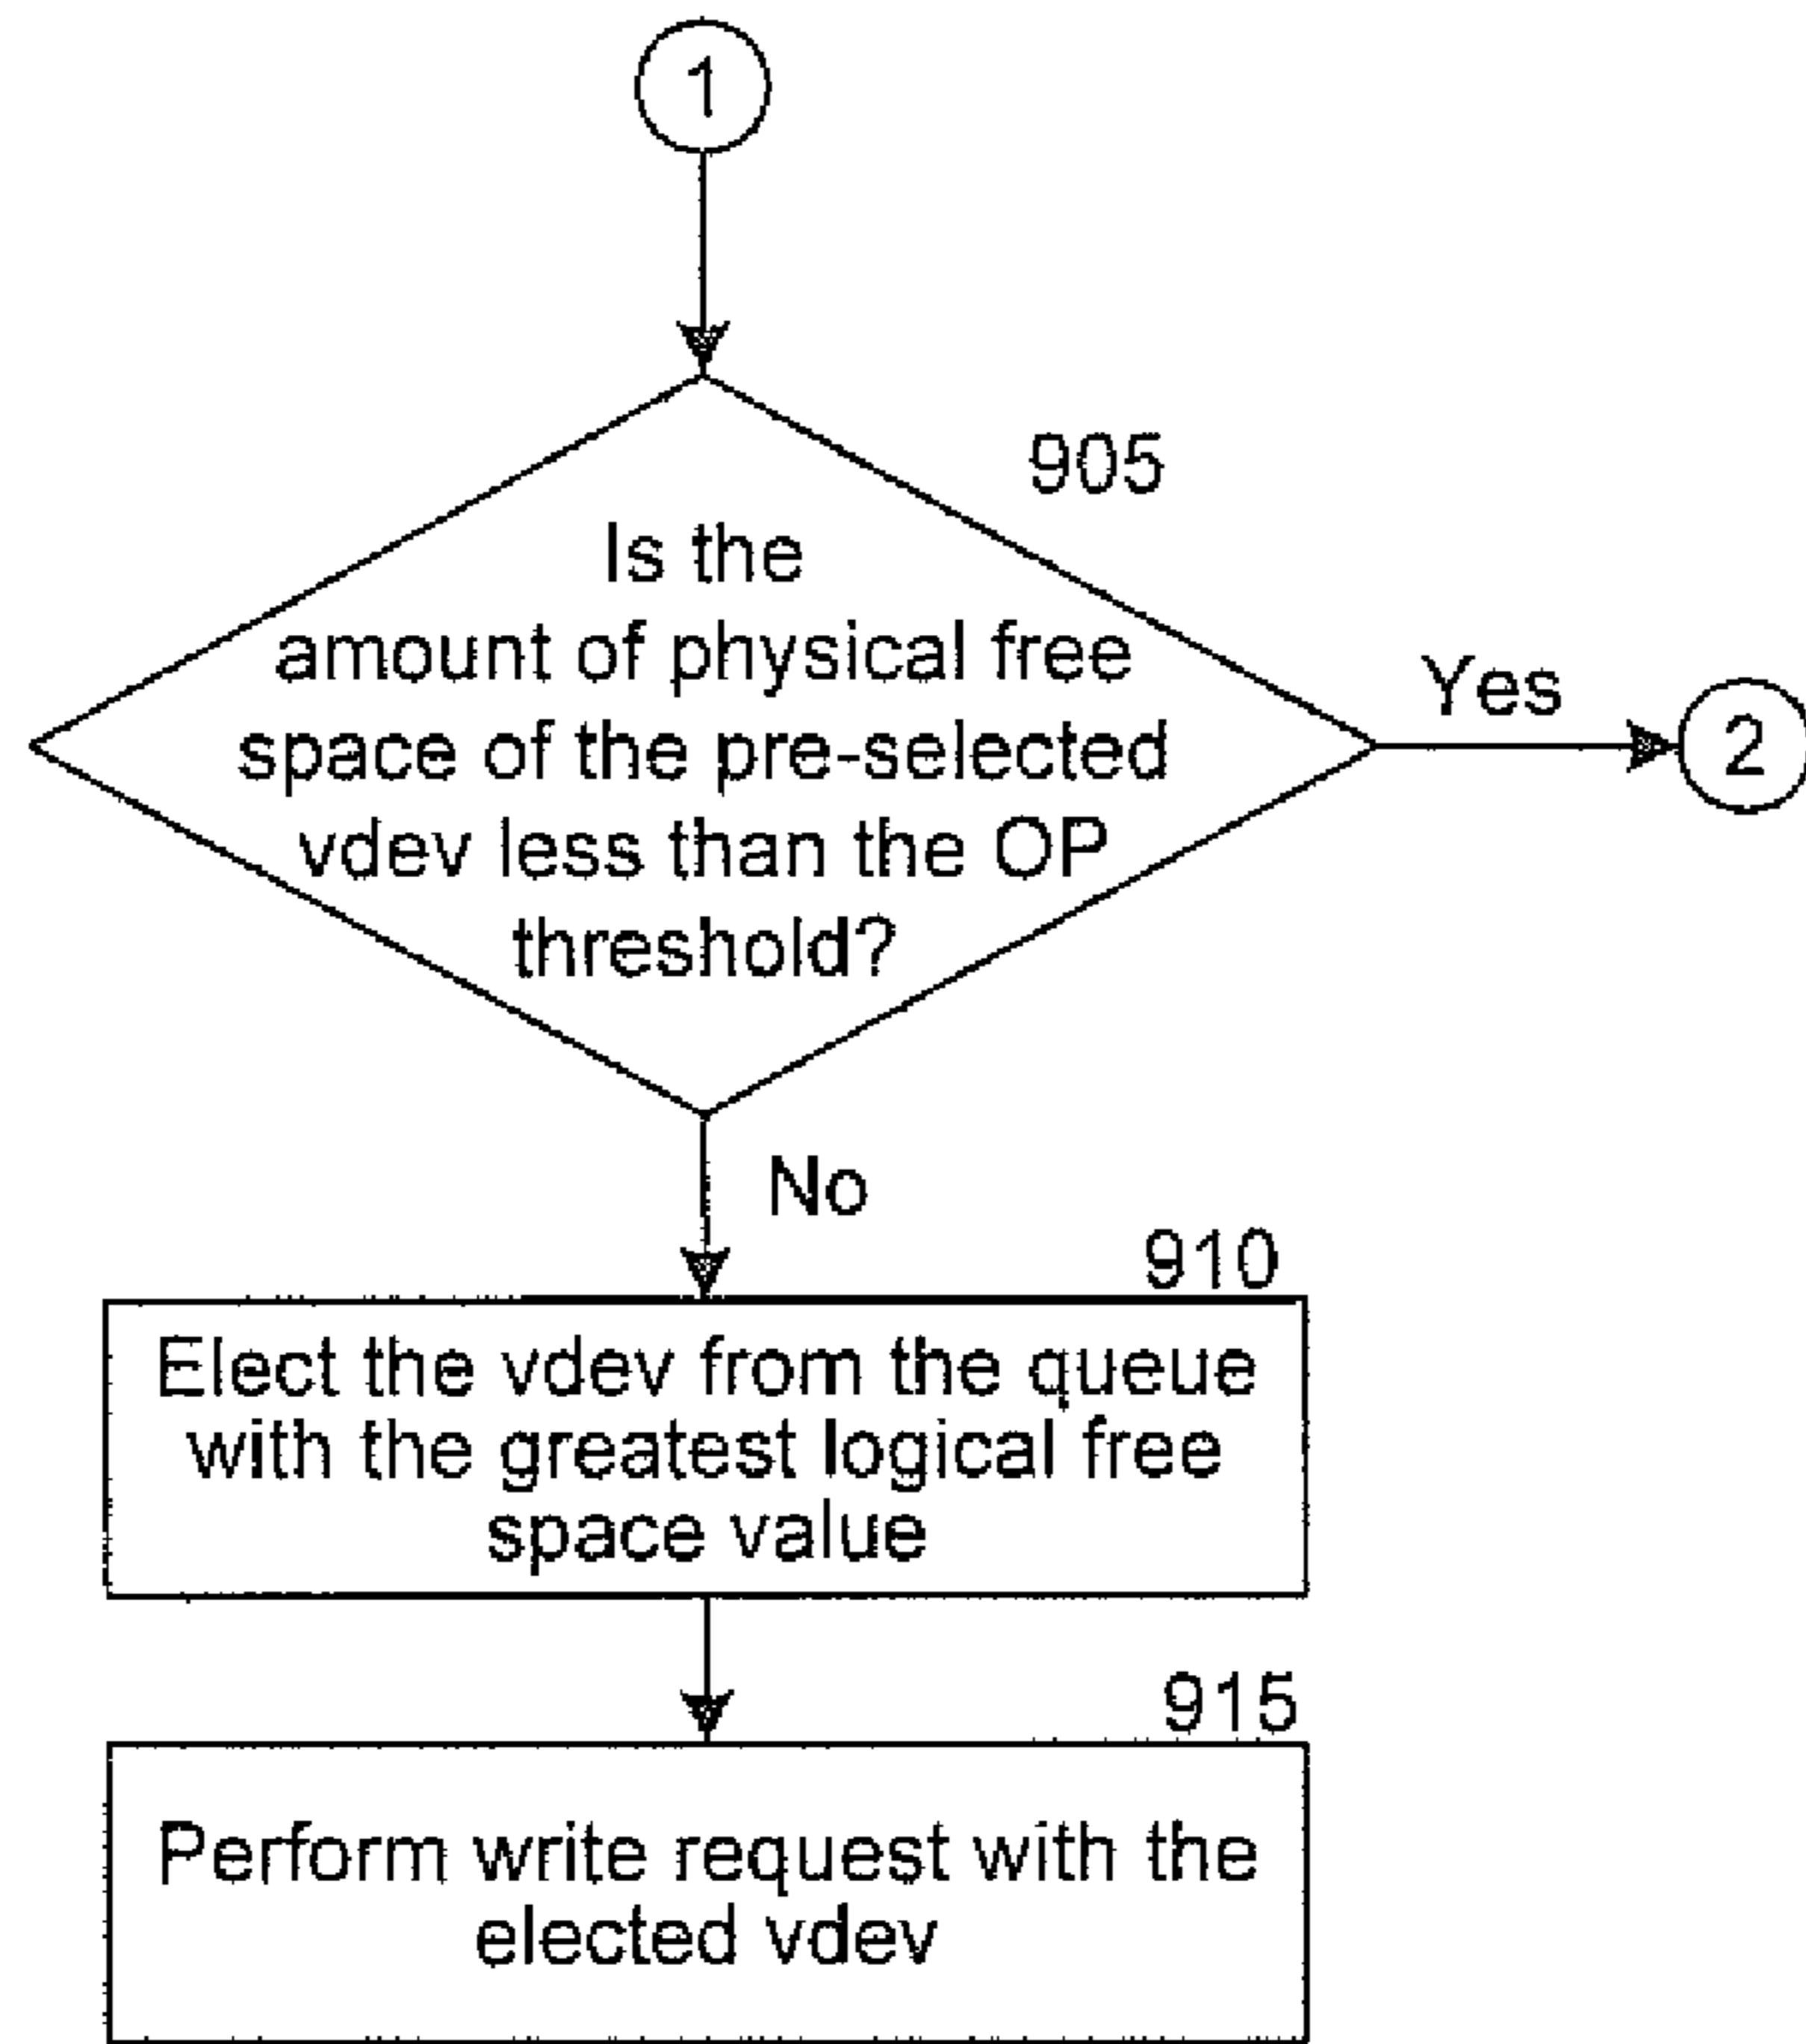 1
905
Is the
amount of physical free
space of the pre-selected
vdev less than the OP
threshold?
Yes
2
No
910
Elect the vdev from the queue
with the greatest logical free
space value
915
Perform write request with the
elected vdev